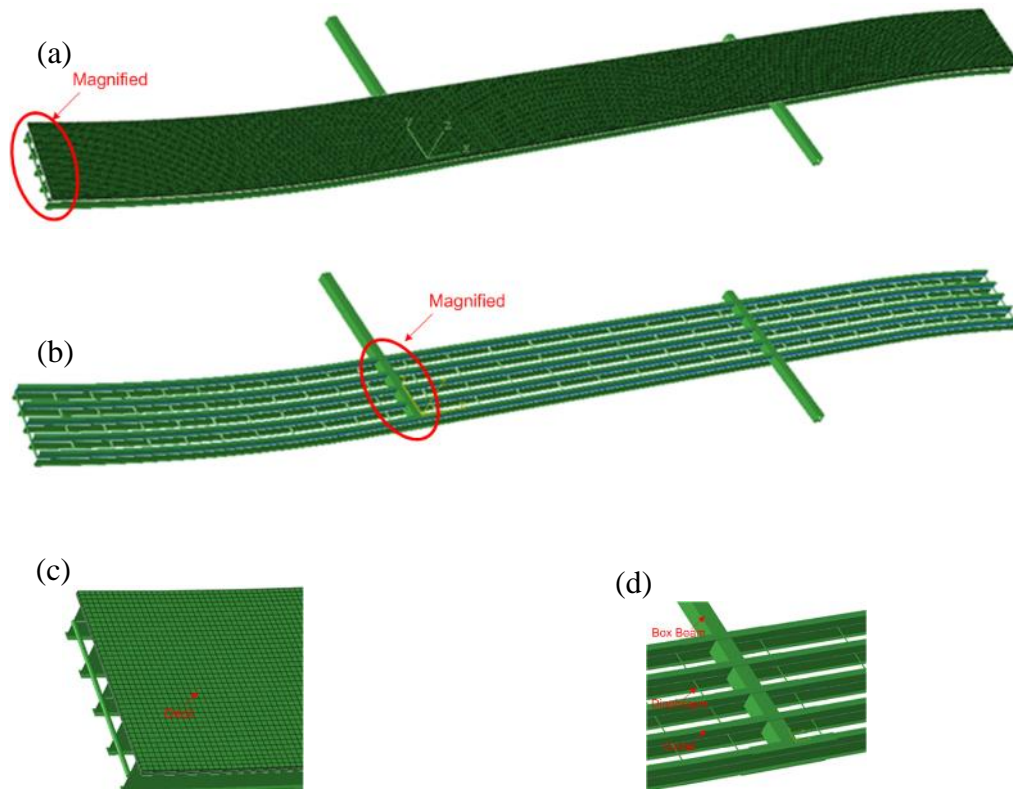 (a)
Magnified
Y
Z
X
Magnified
(b)
(c)
Deck
(d)
Box Beam
Diaphragm
Girder